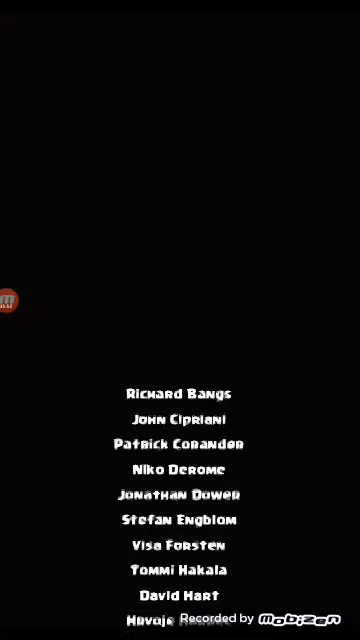 Richard Bangs
John Cipriani
Patrick Corander
Niko Derome
Jonathan Dower
Stefan Engblom
Visa Forsten
Tommi Hakala
David Hart
Recorded by Mobizen